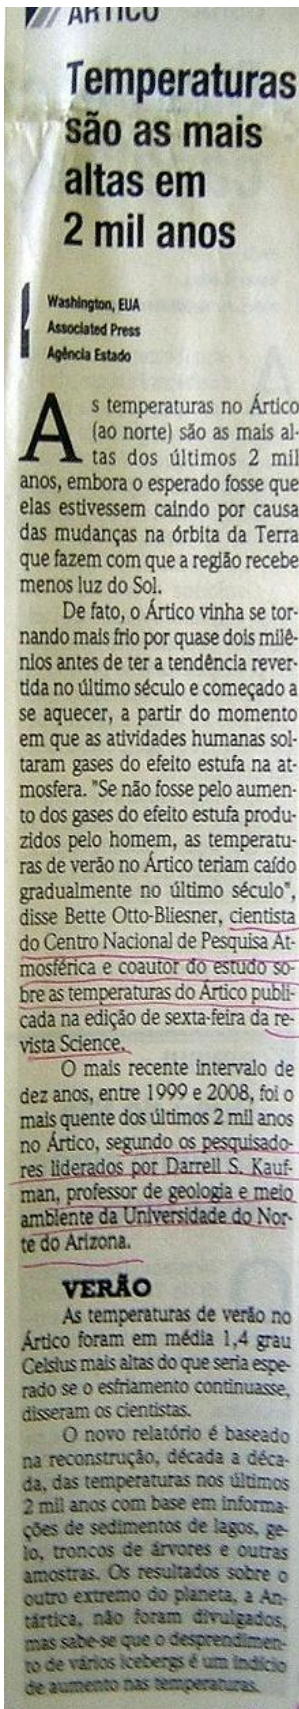 ÁRTICO
Temperaturas
são as mais
altas em
2 mil anos
Washington, EUA
Associated Press
Agência Estado
As temperaturas no Ártico
(ao norte) são as mais al-
tas dos últimos 2 mil
anos, embora o esperado fosse que
elas estivessem caindo por causa
das mudanças na órbita da Terra
que fazem com que a região recebe
menos luz do Sol.
De fato, o Ártico vinha se tor-
nando mais frio por quase dois milê-
nios antes de ter a tendência rever-
tida no último século e começado a
se aquecer, a partir do momento
em que as atividades humanas sol-
taram gases do efeito estufa na at-
mosfera. "Se não fosse pelo aumen-
to dos gases do efeito estufa produ-
zidos pelo homem, as temperatu-
ras de verão no Ártico teriam caído
gradualmente no último século",
disse Bette Otto-Bliesner, cientista
do Centro Nacional de Pesquisa At-
mosférica e coautor do estudo so-
bre as temperaturas do Ártico publi-
cada na edição de sexta-feira da re-
vista Science.
O mais recente intervalo de
dez anos, entre 1999 e 2008, foi o
mais quente dos últimos 2 mil anos
no Ártico, segundo os pesquisado-
res liderados por Darrell S. Kauf-
man, professor de geologia e meio
ambiente da Universidade do Nor-
te do Arizona.
VERÃO
As temperaturas de verão no
Ártico foram em média 1,4 grau
Celsius mais altas do que seria espe-
rado se o esfriamento continuasse,
disseram os cientistas.
O novo relatório é baseado
na reconstrução, década a déca-
da, das temperaturas nos últimos
2 mil anos com base em informa-
ções de sedimentos de lagos, ge-
lo, troncos de árvores e outras
amostras. Os resultados sobre o
outro extremo do planeta, a An-
tártica, não foram divulgados,
mas sabe-se que o desprendimen-
to de vários icebergs é um indício
de aumento nas temperaturas.